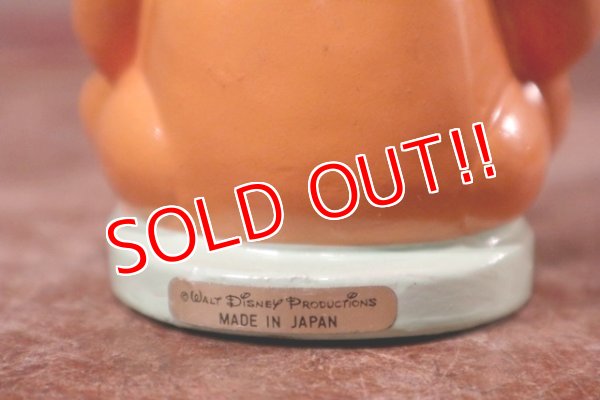 SOLD OUT!!
©WALT DISNEY PRODUCTIONS
MADE IN JAPAN